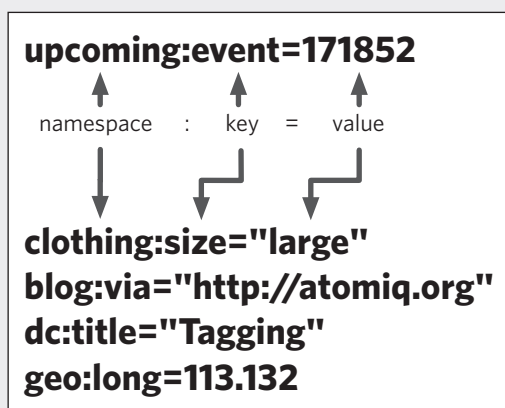 upcoming:event=171852
namespace : key = value
clothing:size="large"
blog:via="http://atomiq.org"
dc:title="Tagging"
geo:long=113.132